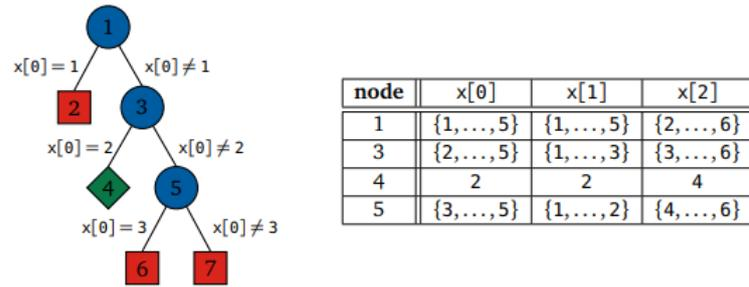 1
x[0] = 1 x[0] ≠ 1
2 3
x[0] = 2 x[0] ≠ 2
4 5
x[0] = 3 x[0] ≠ 3
6 7
node x[0] x[1] x[2]
1 {1,...,5} {1,...,5} {2,...,6}
3 {2,...,5} {1,...,3} {3,...,6}
4 2 2 4
5 {3,...,5} {1,...,2} {4,...,6}